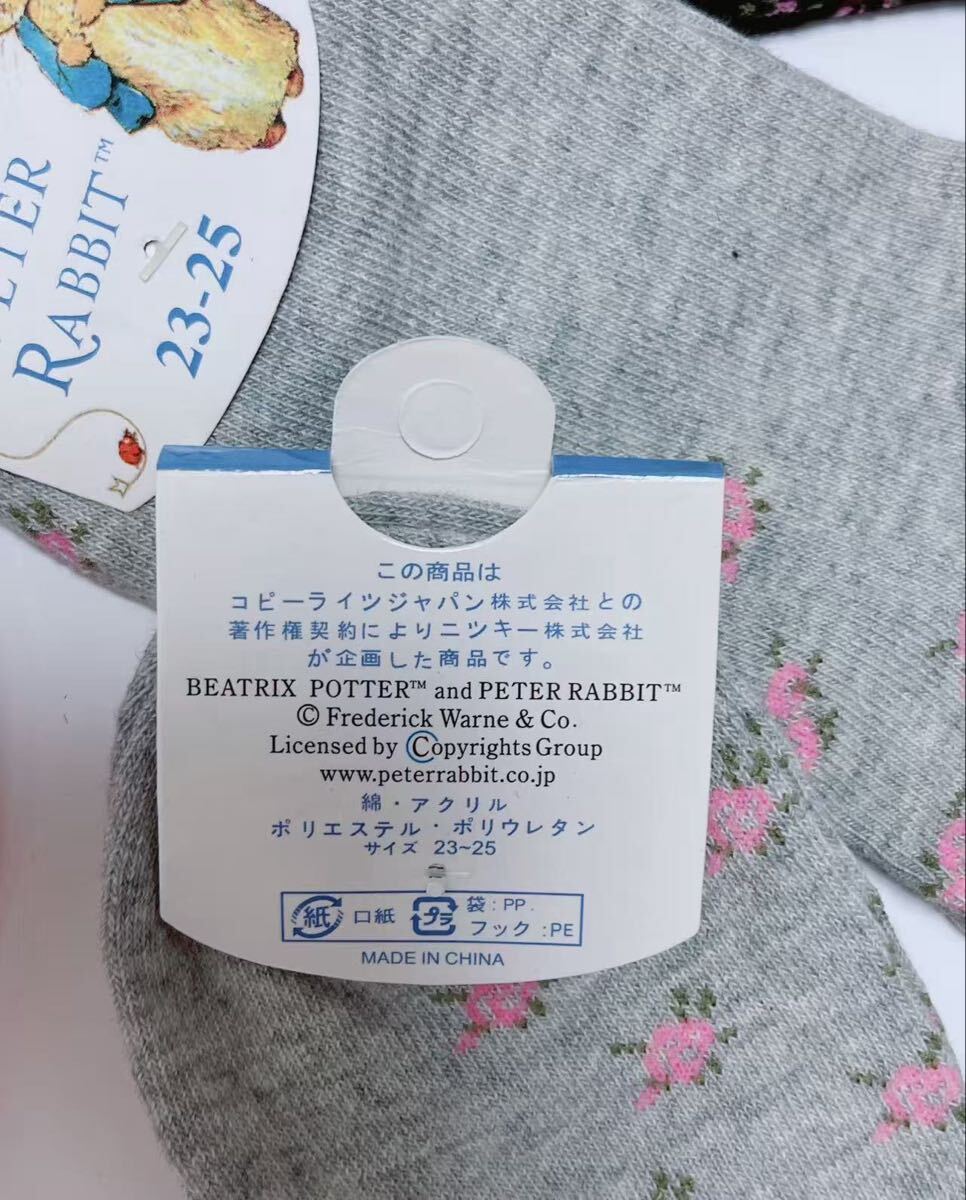 RABBIT™
23-25
この商品は
コピーライツジャパン株式会社との
著作権契約によりニツキー株式会社
が企画した商品です。
BEATRIX POTTER™ and PETER RABBIT™
© Frederick Warne & Co.
Licensed by Copyrights Group
www.peterrabbit.co.jp
綿・アクリル
ポリエステル・ポリウレタン
サイズ 23~25
紙 口紙 プラ 袋:PP.
フック:PE
MADE IN CHINA